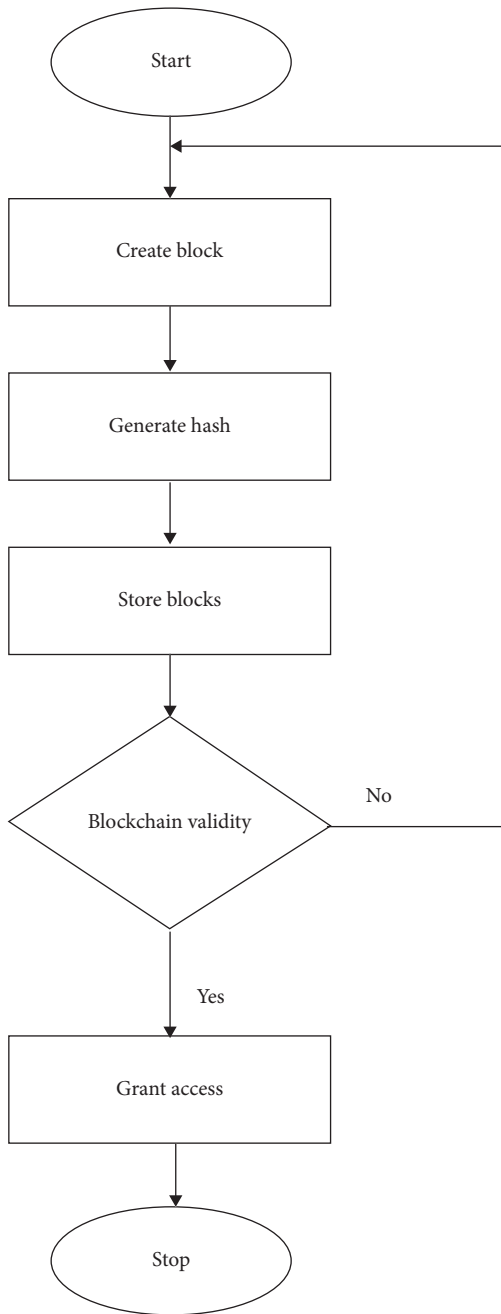 Start
Create block
Generate hash
Store blocks
Blockchain validity
No
Yes
Grant access
Stop